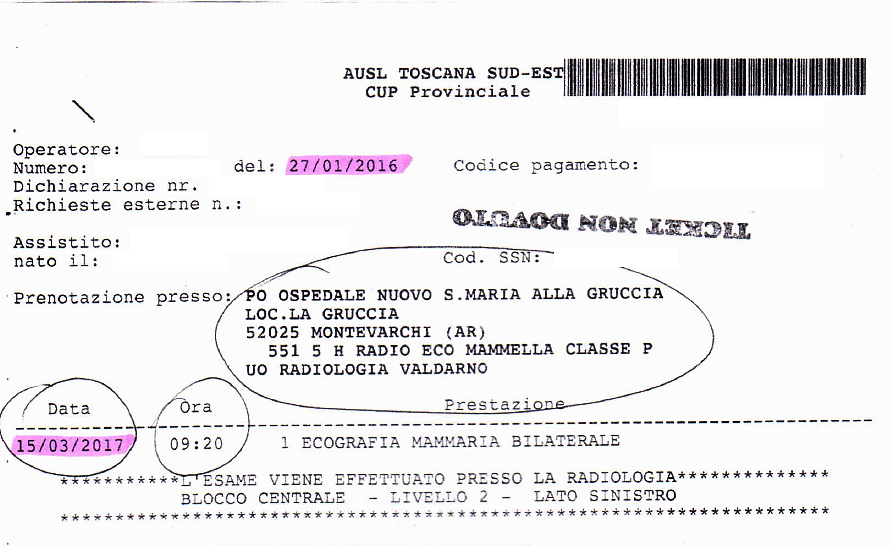 AUSL TOSCANA SUD-EST
CUP Provinciale
Operatore:
Numero: del: 27/01/2016 Codice pagamento:
Dichiarazione nr.
Richieste esterne n.:
TICKET NON DOVUTO
Assistito:
nato il: Cod. SSN:
Prenotazione presso: PO OSPEDALE NUOVO S.MARIA ALLA GRUCCIA
LOC.LA GRUCCIA
52025 MONTEVARCHI (AR)
551 5 H RADIO ECO MAMMELLA CLASSE P
UO RADIOLOGIA VALDARNO
Data Ora Prestazione
15/03/2017 09:20 1 ECOGRAFIA MAMMARIA BILATERALE
***********L'ESAME VIENE EFFETTUATO PRESSO LA RADIOLOGIA**************
BLOCCO CENTRALE - LIVELLO 2 - LATO SINISTRO